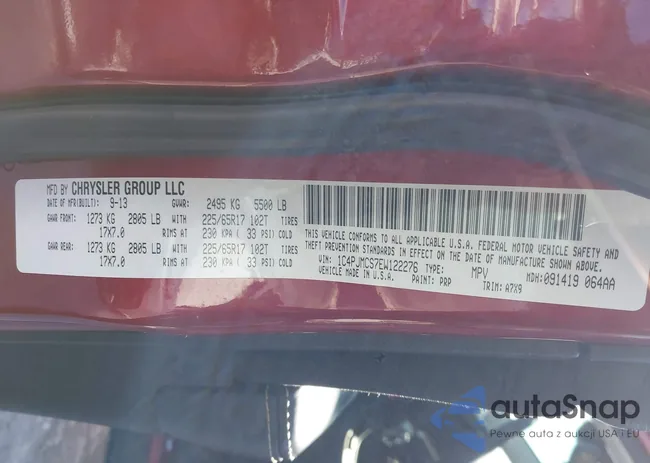 MFD BY CHRYSLER GROUP LLC
DATE OF MFR(BUILT): 9-13 GVWR: 2495 KG 5500 LB
GAWR FRONT: 1273 KG 2805 LB WITH 225/65R17 102T TIRES
17X7.0 RIMS AT 230 KPA ( 33 PSI) COLD
GAWR REAR: 1273 KG 2805 LB WITH 225/65R17 102T TIRES
17X7.0 RIMS AT 230 KPA ( 33 PSI) COLD
THIS VEHICLE CONFORMS TO ALL APPLICABLE U.S.A. FEDERAL MOTOR VEHICLE SAFETY AND
THEFT PREVENTION STANDARDS IN EFFECT ON THE DATE OF MANUFACTURE SHOWN ABOVE.
VIN: 1C4PJMCS7EW122276 TYPE: MPV MDH:091419 064AA
VEHICLE MADE IN U.S.A. PAINT: PRP TRIM: A7X9
autoSnap
Pewne auta z aukcji USA i EU